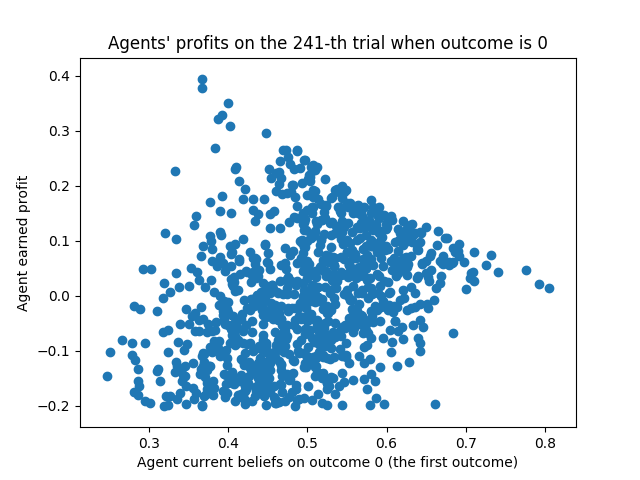 Agents' profits on the 241-th trial when outcome is 0
0.4
0.3
0.2
0.1
0.0
−0.1
−0.2
Agent earned profit
0.3 0.4 0.5 0.6 0.7 0.8
Agent current beliefs on outcome 0 (the first outcome)